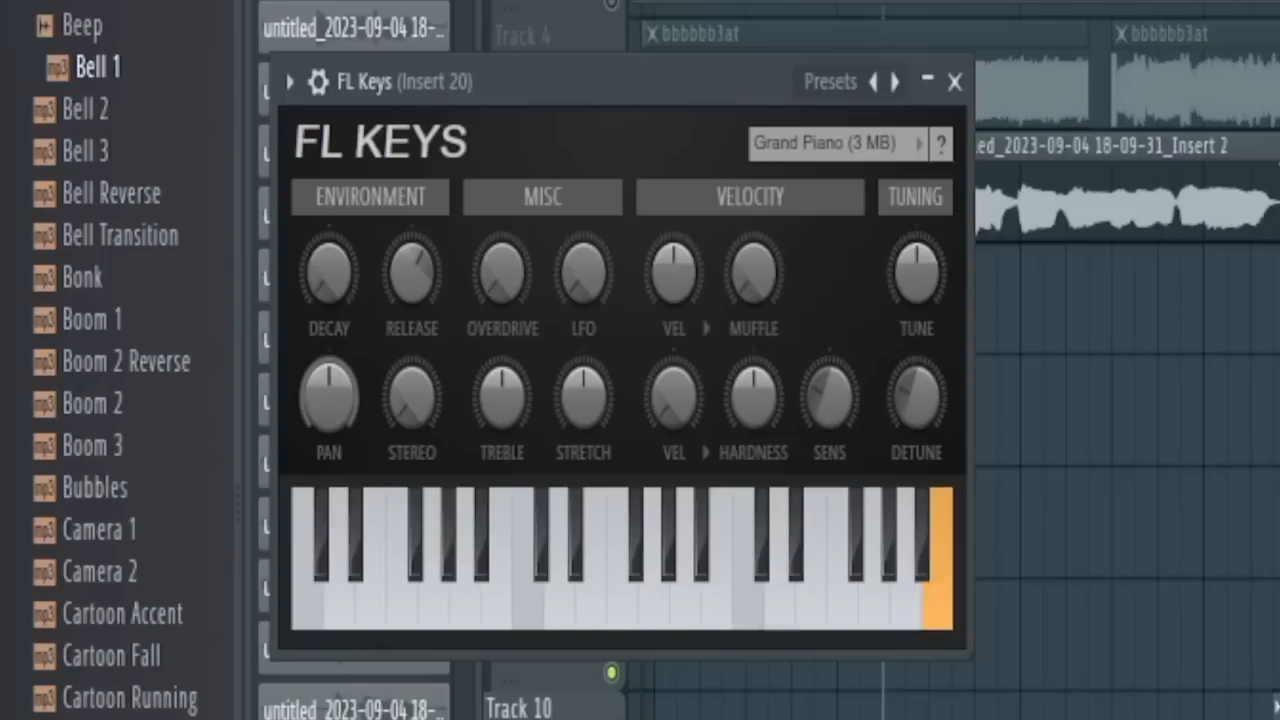 Beep
Bell 1
Bell 2
Bell 3
Bell Reverse
Bell Transition
Bonk
Boom 1
Boom 2 Reverse
Boom 2
Boom 3
Bubbles
Camera 1
Camera 2
Cartoon Accent
Cartoon Fall
Cartoon Running
untitled_2023-09-04 18-..
Track 4
bbbbbb3at
bbbbbb3at
FL Keys (Insert 20)
Presets
FL KEYS
Grand Piano (3 MB)
?
ENVIRONMENT MISC VELOCITY TUNING
DECAY RELEASE OVERDRIVE LFO VEL MUFFLE TUNE
PAN STEREO TREBLE STRETCH VEL HARDNESS SENS DETUNE
ed_2023-09-04 18-09-31_Insert 2
untitled_2023-09-04 18-..
Track 10